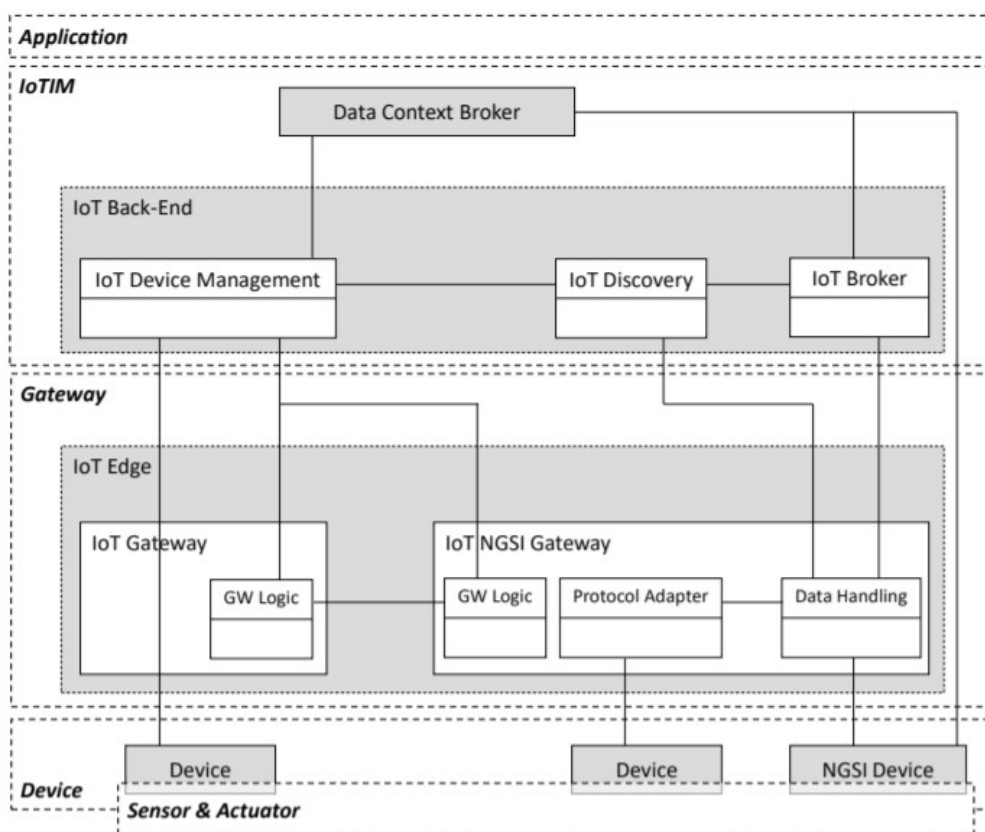 Application
IoTIM
Data Context Broker
IoT Back-End
IoT Device Management
IoT Discovery
IoT Broker
Gateway
IoT Edge
IoT Gateway
IoT NGSI Gateway
GW Logic
GW Logic
Protocol Adapter
Data Handling
Device
Device
NGSI Device
Device
Sensor & Actuator